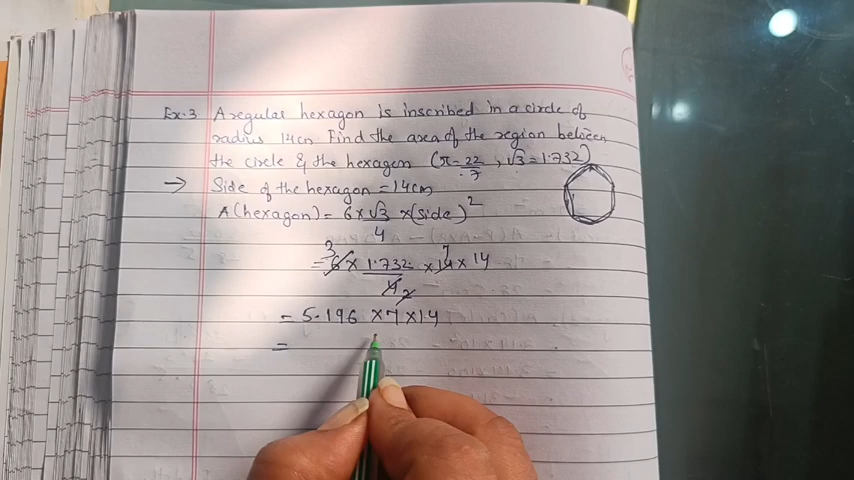 Ex.3 A regular hexagon is inscribed in a circle of
radius 14cm. Find the area of the region between
the circle & the hexagon (π = 22/7, √3 = 1.732)
→ Side of the hexagon = 14cm
A(hexagon) = 6 × √3/4 × (side)²
= 6 × 1.732/4 × 14 × 14
3 7
2
= 5.196 × 7 × 14
=